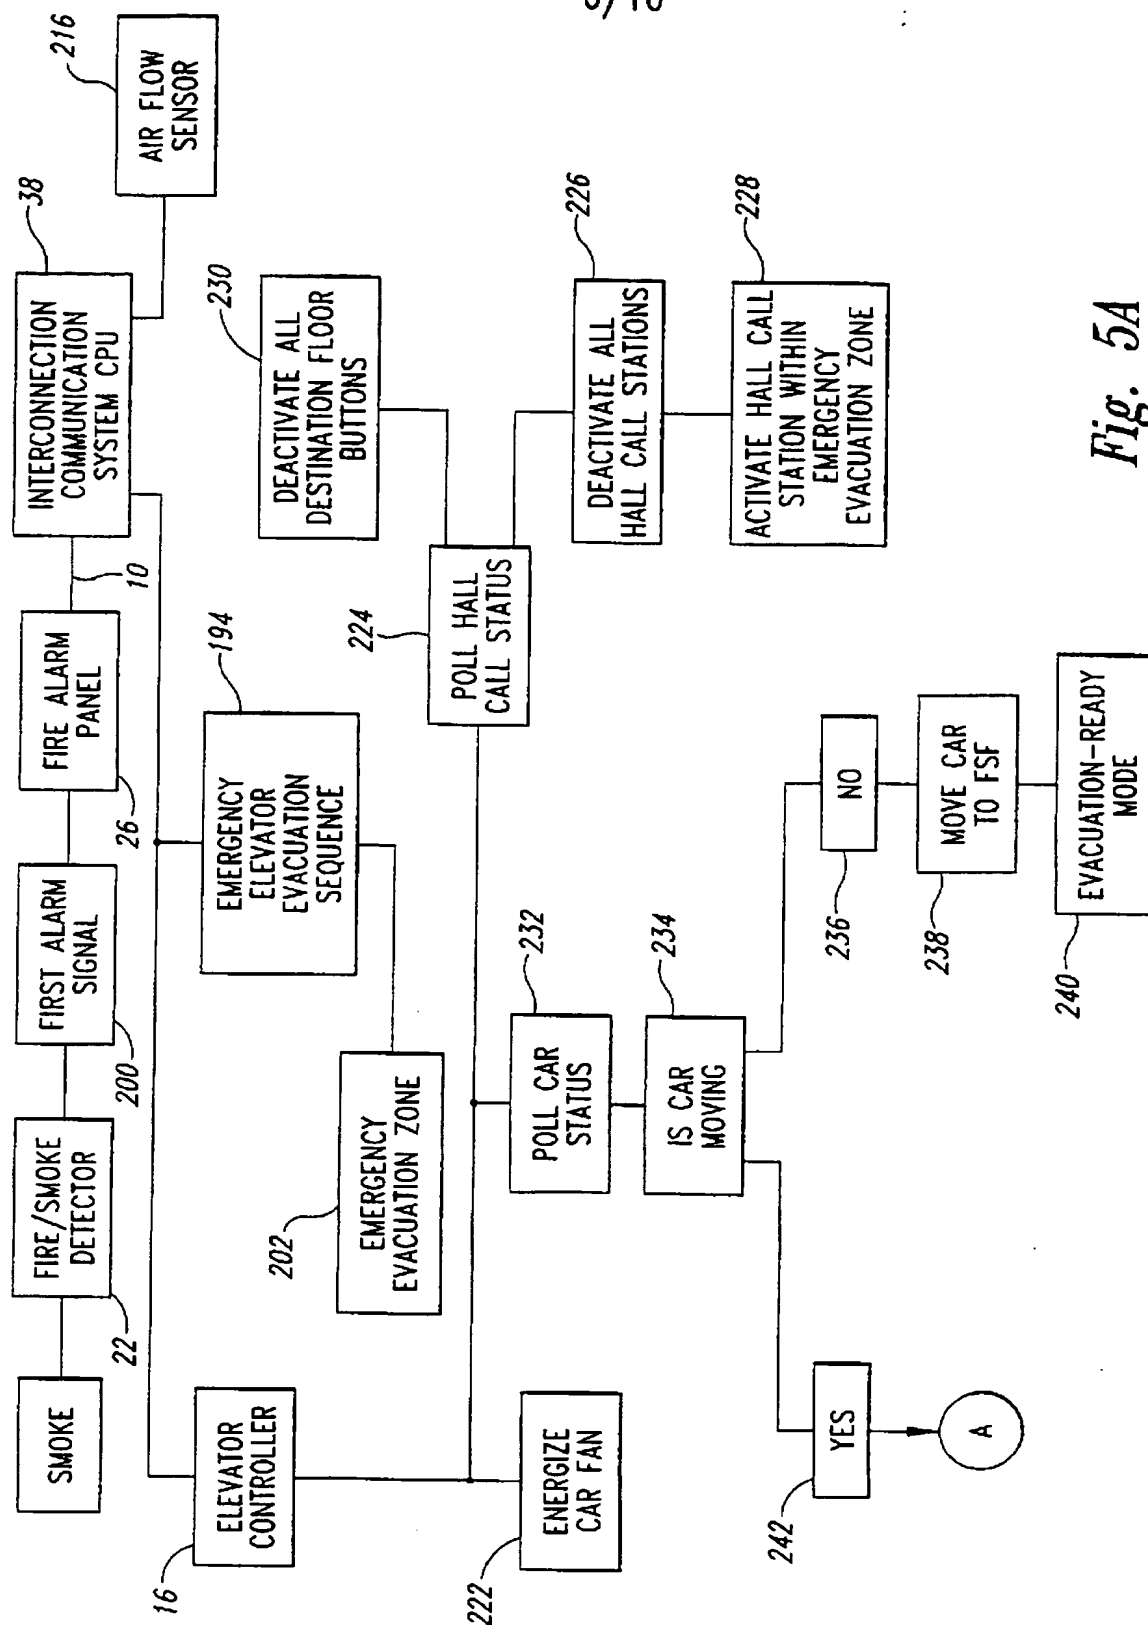 SMOKE
FIRE/SMOKE
DETECTOR
22
FIRST ALARM
SIGNAL
200
FIRE ALARM
PANEL
26
10
INTERCONNECTION
COMMUNICATION
SYSTEM CPU
38
AIR FLOW
SENSOR
216
ELEVATOR
CONTROLLER
16
EMERGENCY
ELEVATOR
EVACUATION
SEQUENCE
194
EMERGENCY
EVACUATION ZONE
202
DEACTIVATE ALL
DESTINATION FLOOR
BUTTONS
230
POLL HALL
CALL STATUS
224
ENERGIZE
CAR FAN
222
POLL CAR
STATUS
232
DEACTIVATE ALL
HALL CALL STATIONS
226
IS CAR
MOVING
234
ACTIVATE HALL CALL
STATION WITHIN
EMERGENCY
EVACUATION ZONE
228
YES
242
NO
236
MOVE CAR
TO FSF
238
A
EVACUATION-READY
MODE
240
Fig. 5A